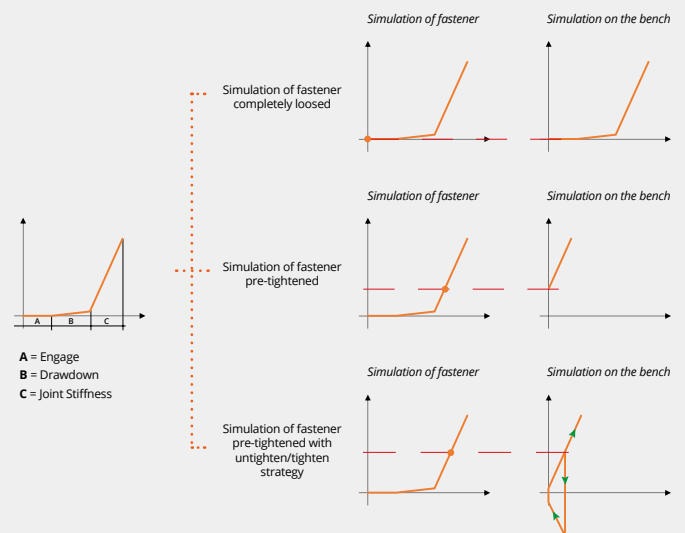 Simulation of fastener
Simulation on the bench
Simulation of fastener
completely loosed
Simulation of fastener
Simulation on the bench
Simulation of fastener
pre-tightened
A
B
C
A = Engage
B = Drawdown
C = Joint Stiffness
Simulation of fastener
Simulation on the bench
Simulation of fastener
pre-tightened with
untighten/tighten
strategy